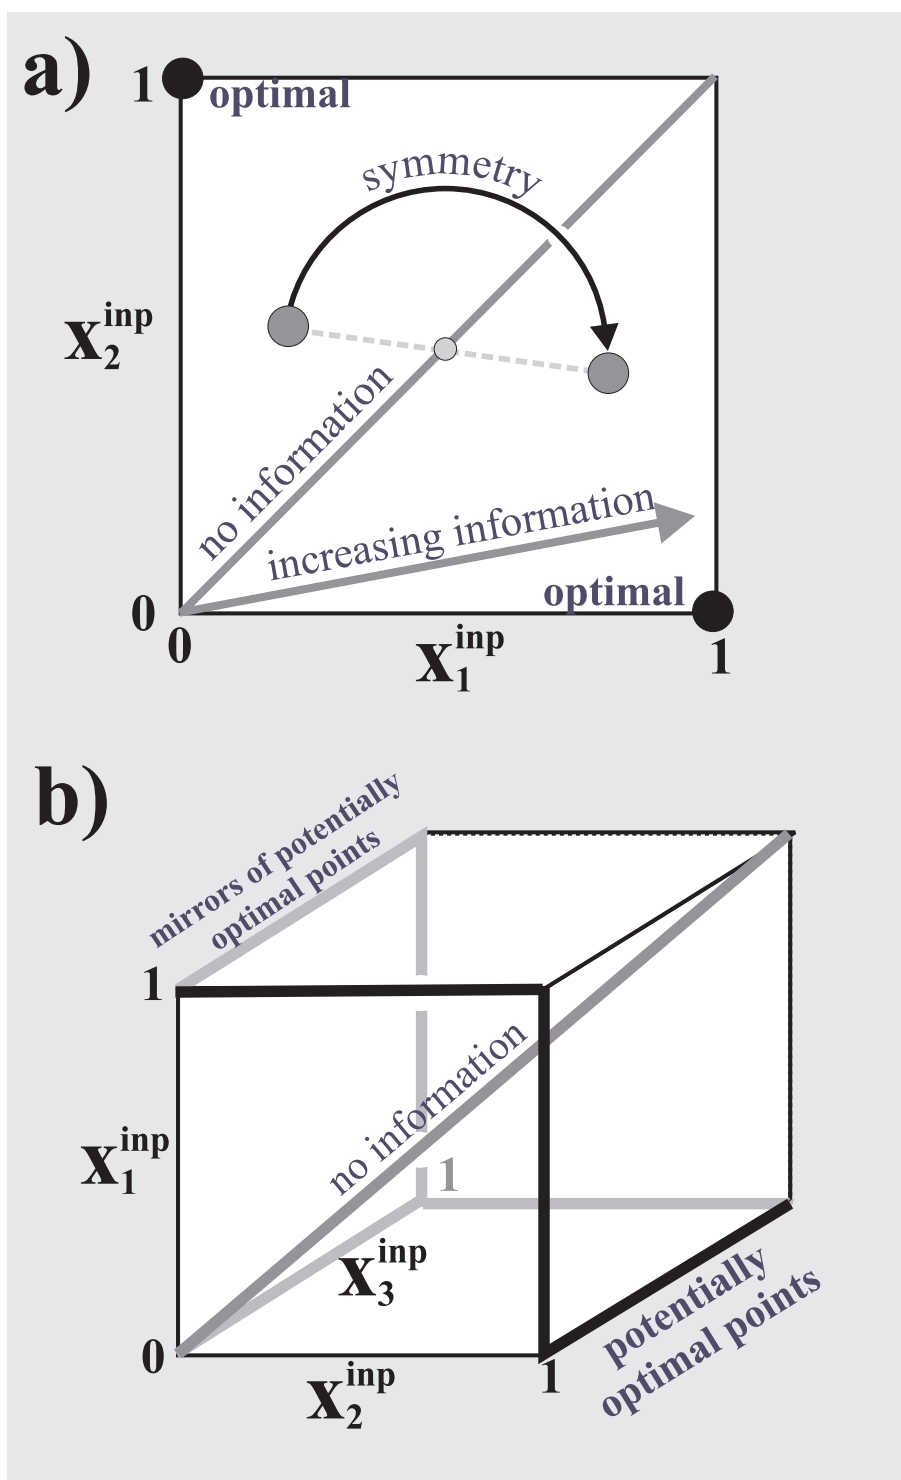 a)
1
optimal
symmetry
x₂ⁱⁿᵖ
no information
increasing information
optimal
0
0
x₁ⁱⁿᵖ
1
b)
mirrors of potentially
optimal points
1
no information
x₁ⁱⁿᵖ
1
x₃ⁱⁿᵖ
potentially
optimal points
0
x₂ⁱⁿᵖ
1